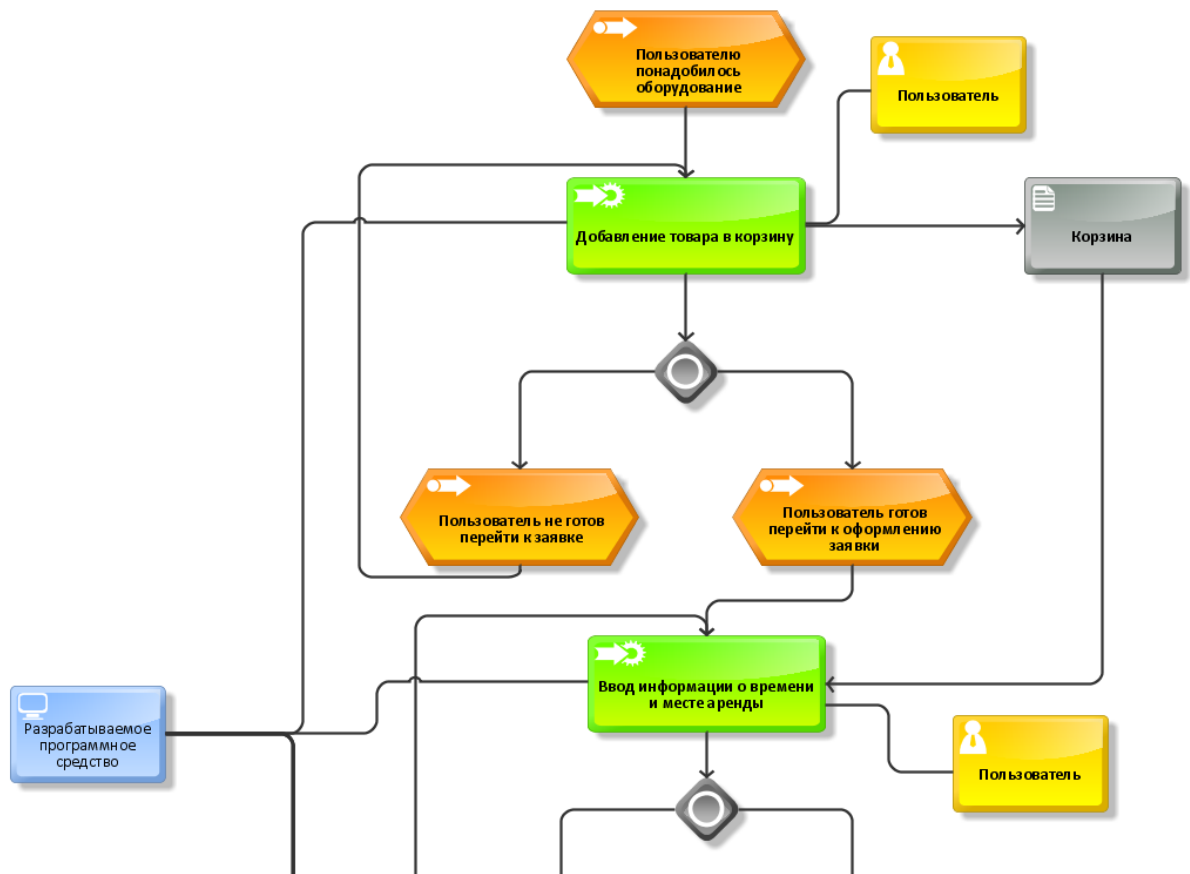 Пользователю
понадобилось
оборудование
Пользователь
Добавление товара в корзину
Корзина
Пользователь не готов
перейти к заявке
Пользователь готов
перейти к оформлению
заявки
Ввод информации о времени
и месте аренды
Разрабатываемое
программное
средство
Пользователь